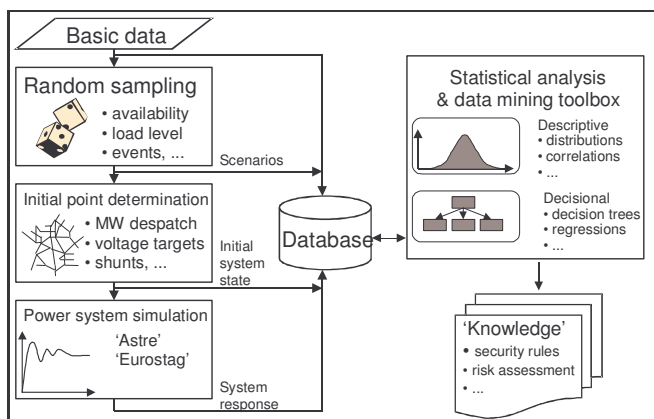 Basic data
Random sampling
• availability
• load level
• events, ...
Scenarios
Initial point determination
• MW despatch
• voltage targets
• shunts, ...
Initial
system
state
Power system simulation
'Astre'
'Eurostag'
System
response
Database
Statistical analysis
& data mining toolbox
Descriptive
• distributions
• correlations
• ...
Decisional
• decision trees
• regressions
• ...
'Knowledge'
• security rules
• risk assessment
• ...